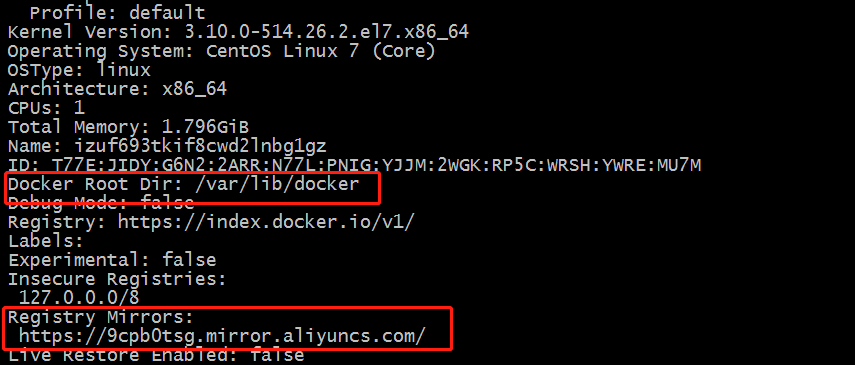 Profile: default
Kernel Version: 3.10.0-514.26.2.el7.x86_64
Operating System: CentOS Linux 7 (Core)
OSType: linux
Architecture: x86_64
CPUs: 1
Total Memory: 1.796GiB
Name: izuf693tkif8cwd2lnbg1gz
ID: T77E:JIDY:G6N2:2ARR:N77L:PNIG:YJJM:2WGK:RP5C:WRSH:YWRE:MU7M
Docker Root Dir: /var/lib/docker
Debug Mode: false
Registry: https://index.docker.io/v1/
Labels:
Experimental: false
Insecure Registries:
127.0.0.0/8
Registry Mirrors:
https://9cpb0tsg.mirror.aliyuncs.com/
Live Restore Enabled: false